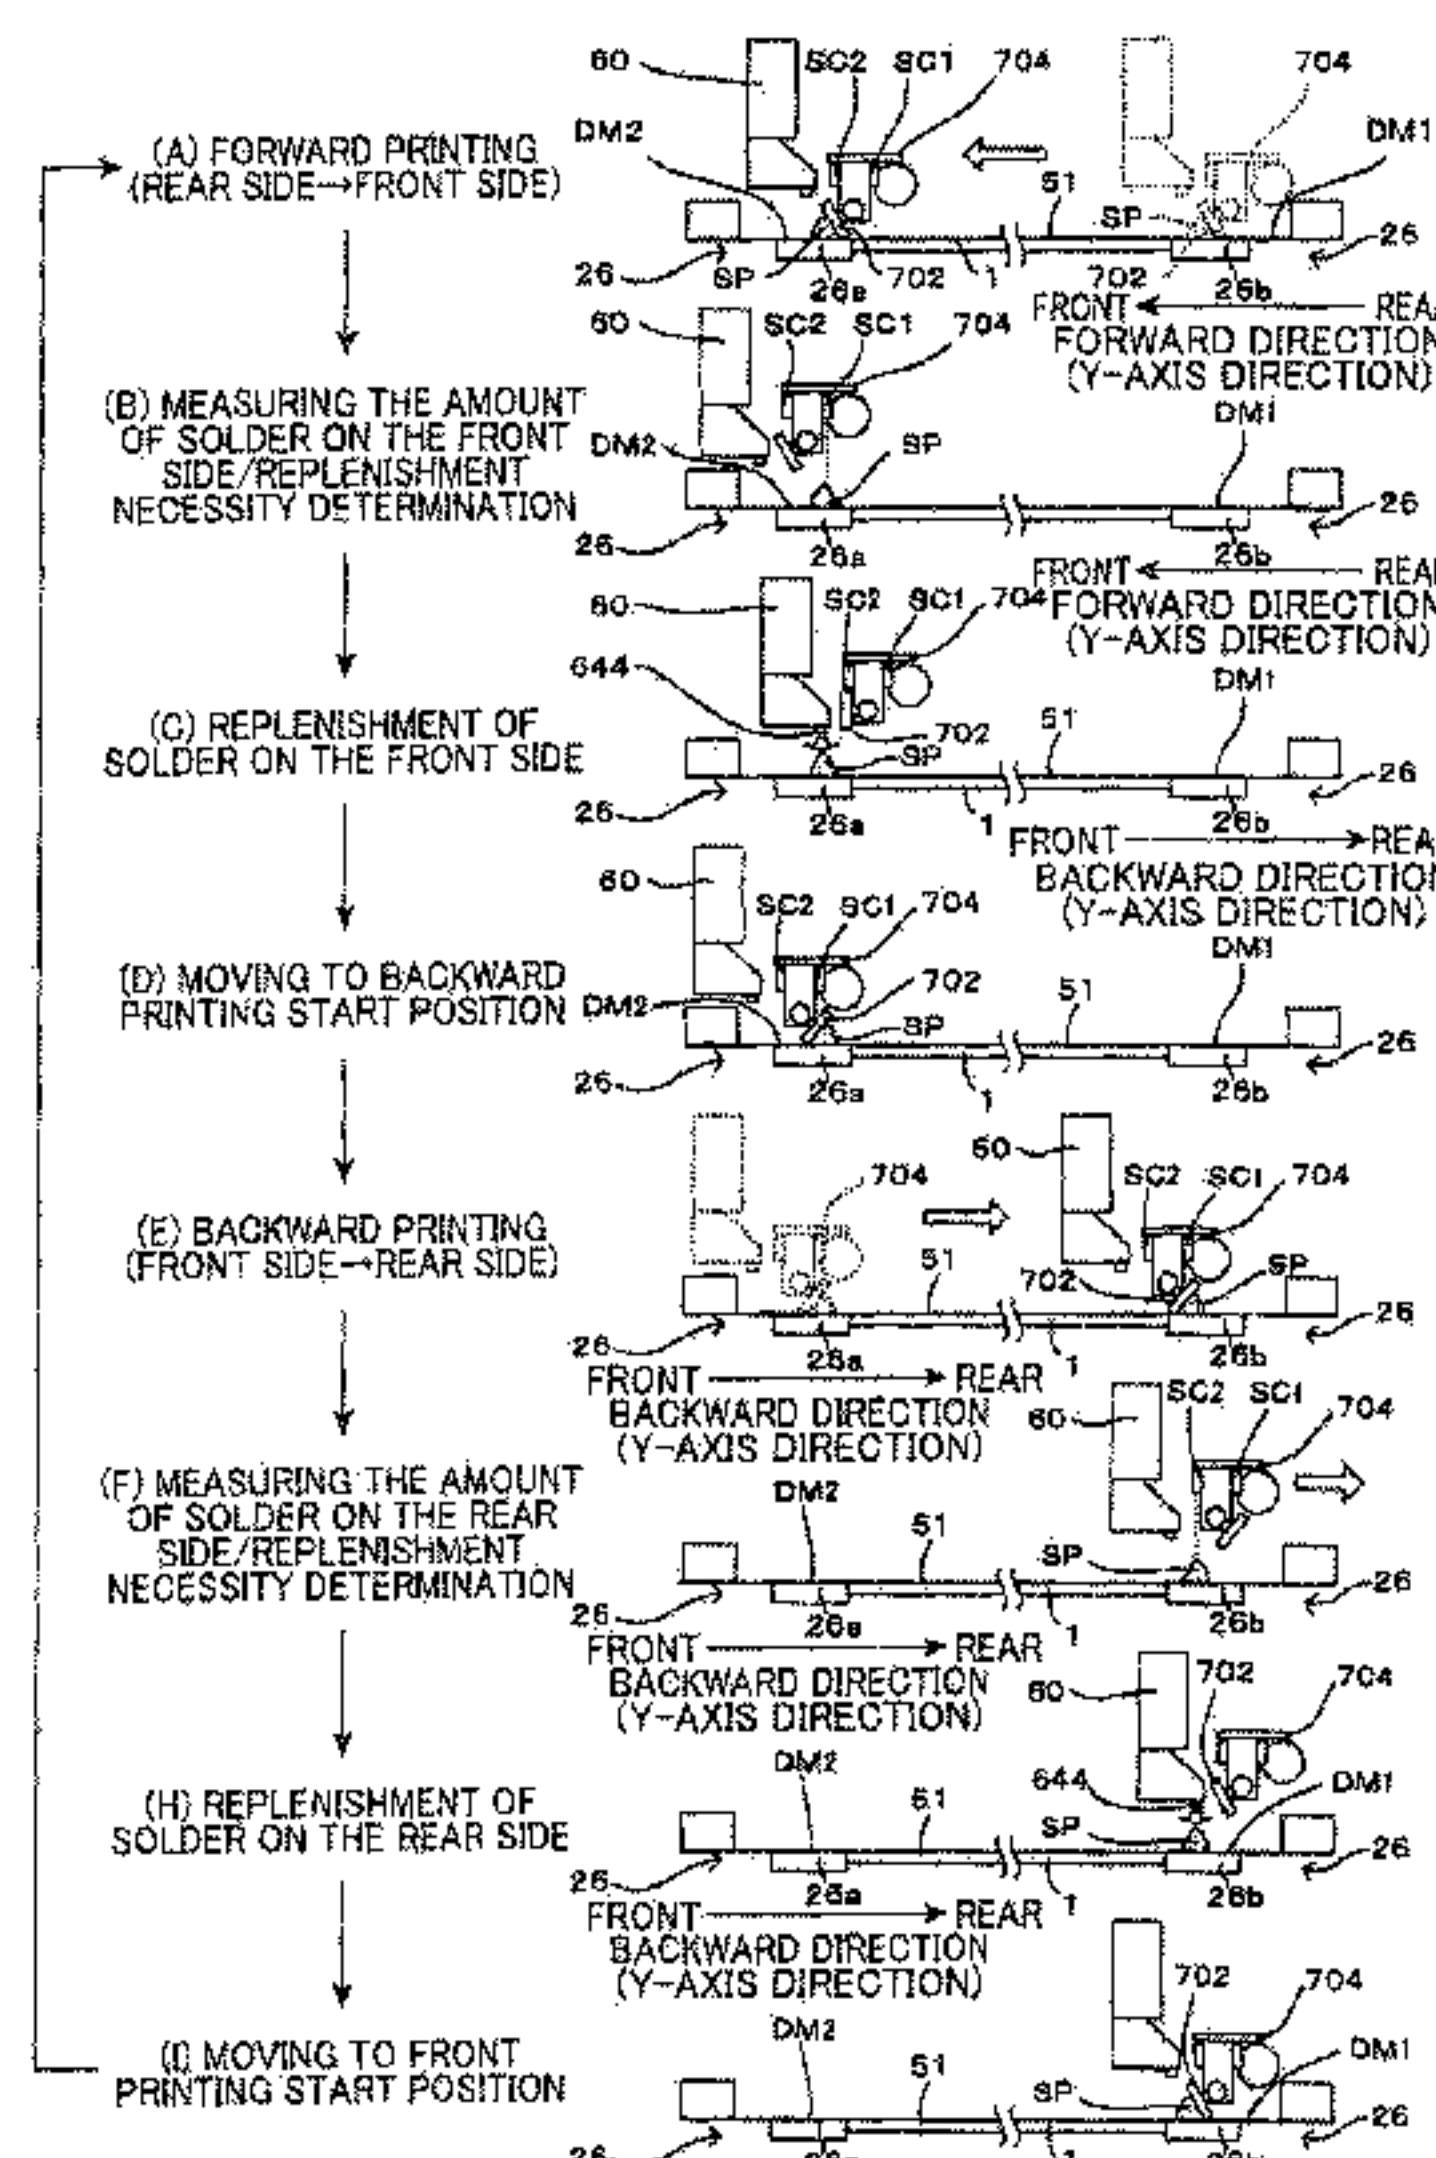 60 SC2 SC1 704 704
DM2 DM1
(A) FORWARD PRINTING
(REAR SIDE→FRONT SIDE)
51 SP
26 SP 26a 702 1 702 26b 26
FRONT REA
FORWARD DIRECTION
(Y-AXIS DIRECTION)
60 SC2 SC1 704
(B) MEASURING THE AMOUNT
OF SOLDER ON THE FRONT
SIDE/REPLENISHMENT
NECESSITY DETERMINATION
DM2 SP DM1
26 26a 26b 26
FRONT REAR
FORWARD DIRECTION
(Y-AXIS DIRECTION)
60 SC2 SC1 704
644 DM1
(C) REPLENISHMENT OF
SOLDER ON THE FRONT SIDE
702 SP 51
26 26a 1 26b 26
FRONT REA
BACKWARD DIRECTION
(Y-AXIS DIRECTION)
60 SC2 SC1 704
DM1
(D) MOVING TO BACKWARD
PRINTING START POSITION
DM2 702 SP 51
26 26a 1 26b 26
704 60 SC2 SC1 704
(E) BACKWARD PRINTING
(FRONT SIDE→REAR SIDE)
51 702 SP
26 26a 1 26b 26
FRONT REAR
BACKWARD DIRECTION
(Y-AXIS DIRECTION)
60 SC2 SC1 704
(F) MEASURING THE AMOUNT
OF SOLDER ON THE REAR
SIDE/REPLENISHMENT
NECESSITY DETERMINATION
DM2 51 SP
26 26a 1 26b 26
FRONT REAR
BACKWARD DIRECTION
(Y-AXIS DIRECTION)
60 702 704
(H) REPLENISHMENT OF
SOLDER ON THE REAR SIDE
DM2 51 644 SP DM1
26 26a 1 26b 26
FRONT REAR
BACKWARD DIRECTION
(Y-AXIS DIRECTION)
702 704
(I) MOVING TO FRONT
PRINTING START POSITION
DM2 51 SP DM1
26 26